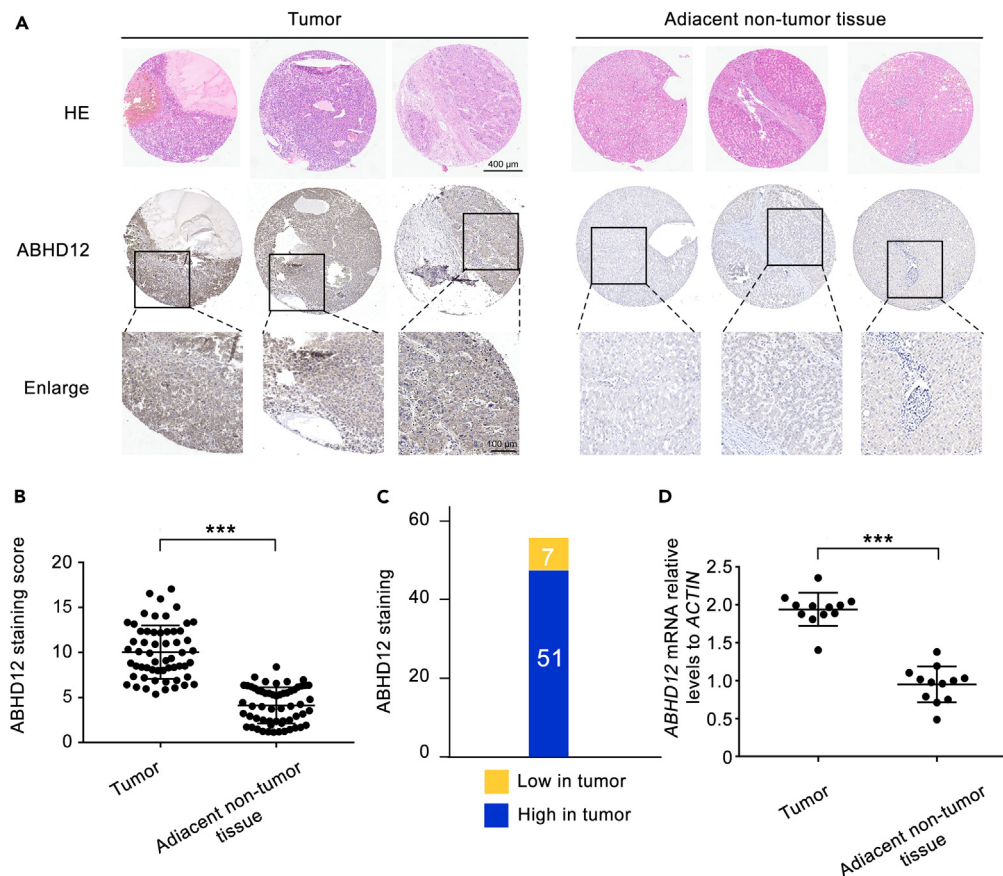 A
Tumor
Adiacent non-tumor tissue
HE
400 μm
ABHD12
Enlarge
100 μm
B
***
ABHD12 staining score
20
15
10
5
0
Tumor
Adiacent non-tumor
tissue
C
ABHD12 staining
60
40
20
0
7
51
Low in tumor
High in tumor
D
***
ABHD12 mRNA relative
levels to ACTIN
2.5
2.0
1.5
1.0
0.5
0
Tumor
Adiacent non-tumor
tissue